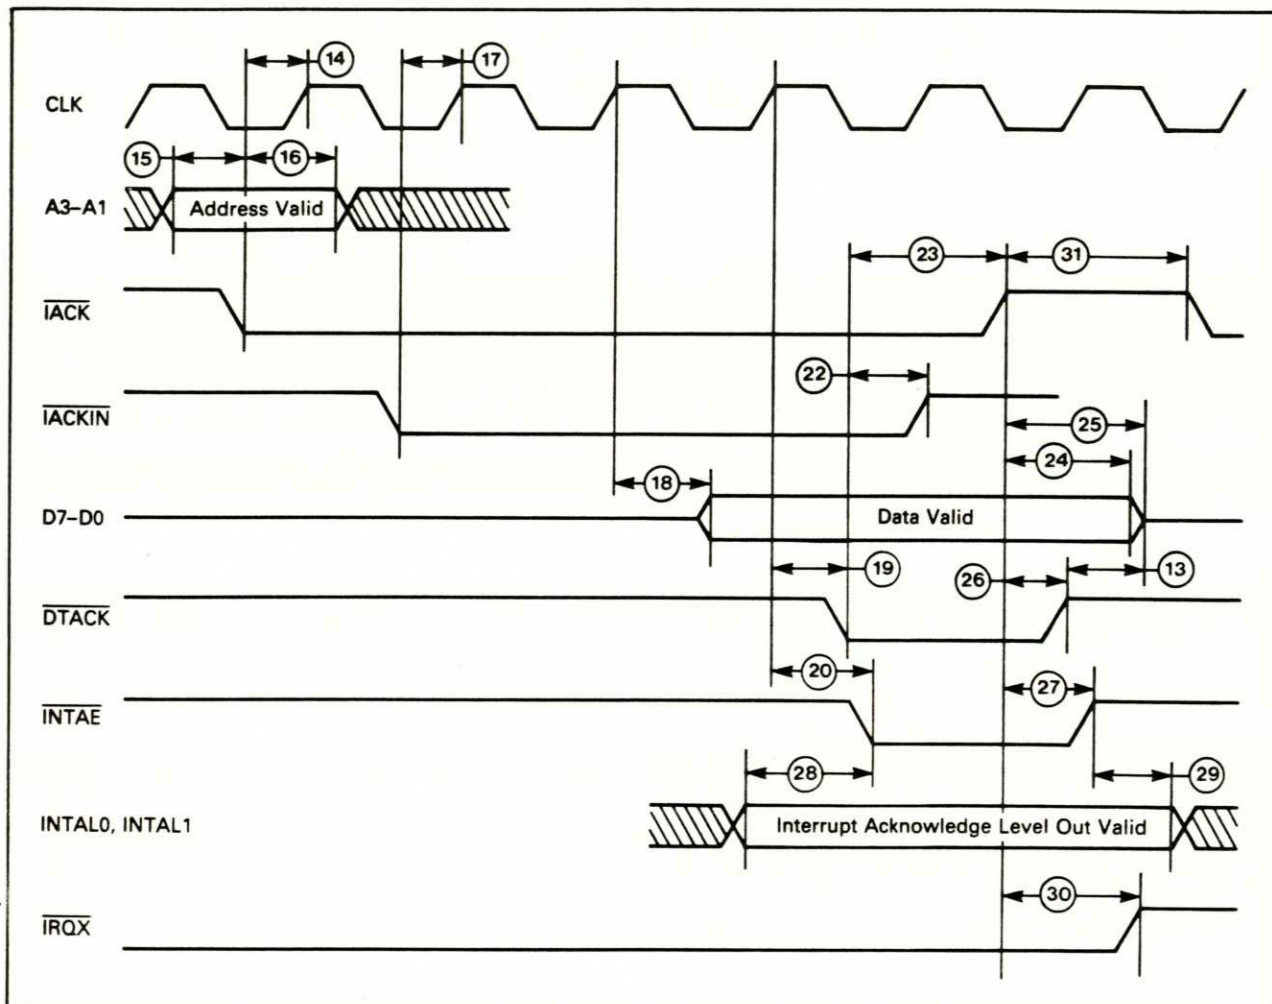 14
17
CLK
15
16
A3–A1
Address Valid
23
31
IACK
22
IACKIN
25
24
18
D7–D0
Data Valid
19
26
13
DTACK
20
27
INTAE
28
29
INTAL0, INTAL1
Interrupt Acknowledge Level Out Valid
30
IRQX